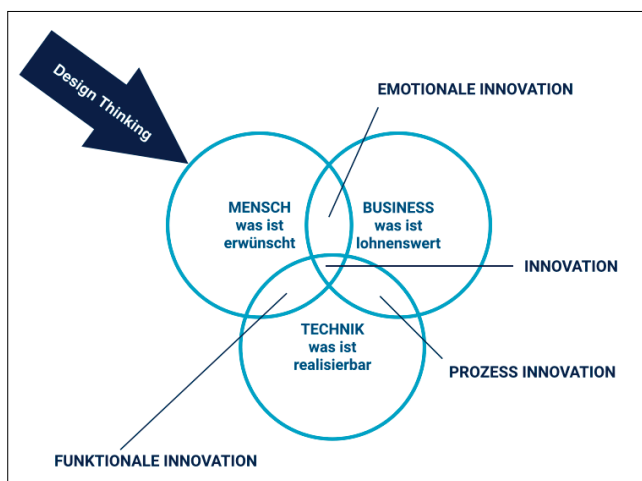 Design Thinking
EMOTIONALE INNOVATION
MENSCH
was ist
erwünscht
BUSINESS
was ist
lohnenswert
INNOVATION
TECHNIK
was ist
realisierbar
PROZESS INNOVATION
FUNKTIONALE INNOVATION